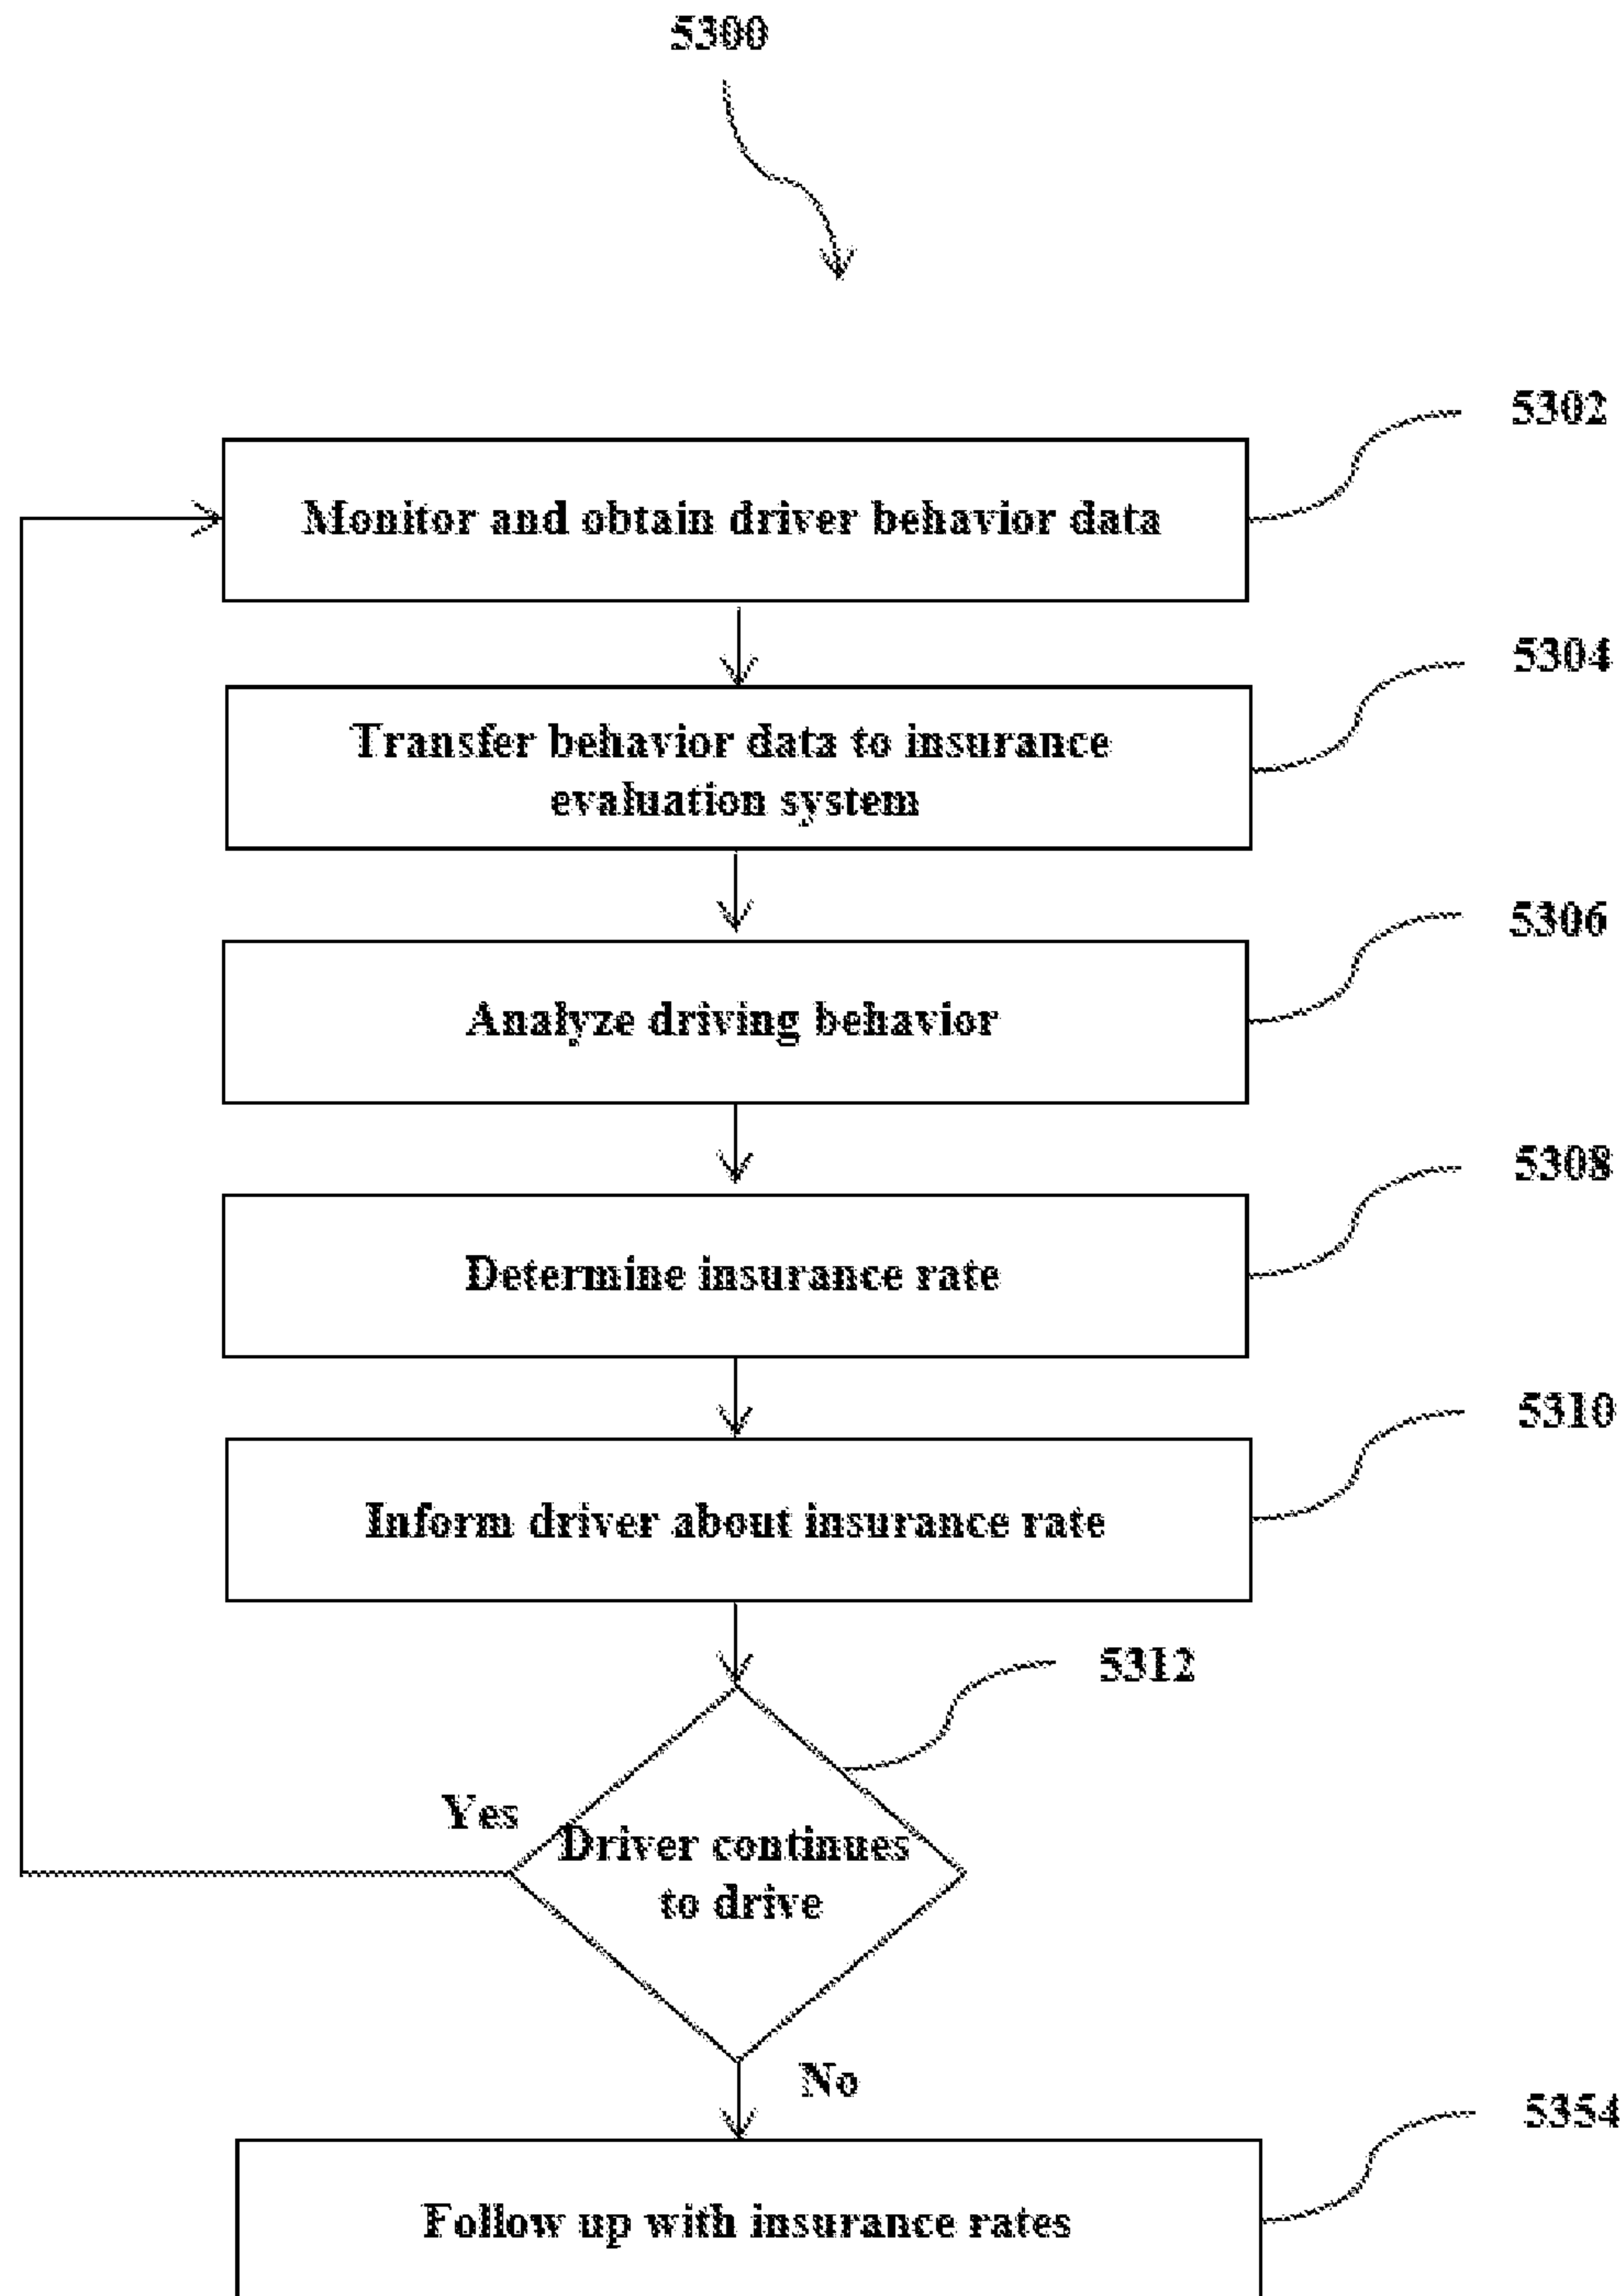 5300
5302
Monitor and obtain driver behavior data
5304
Transfer behavior data to insurance
evaluation system
5306
Analyze driving behavior
5308
Determine insurance rate
5310
Inform driver about insurance rate
5312
Yes
Driver continues
to drive
No
5354
Follow up with insurance rates